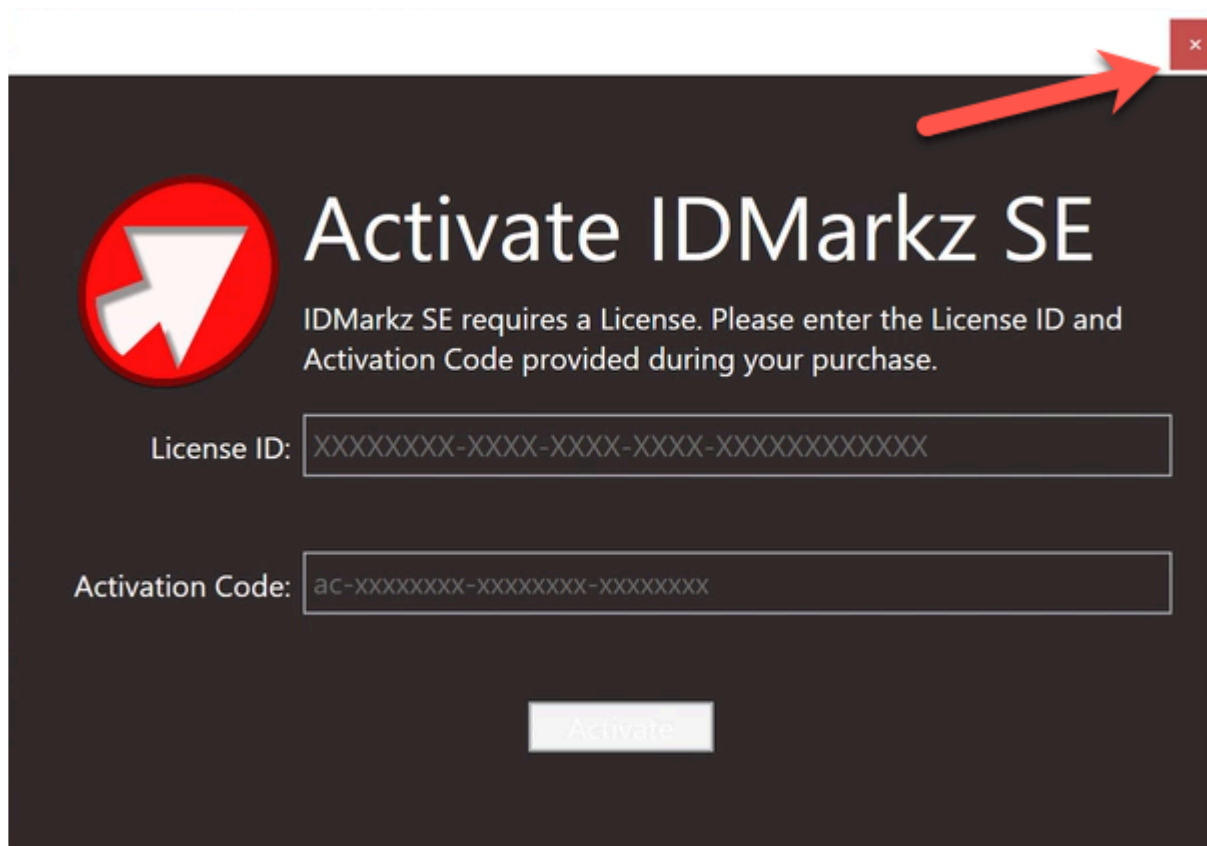 ×
Activate IDMarkz SE
IDMarkz SE requires a License. Please enter the License ID and
Activation Code provided during your purchase.
License ID: XXXXXXXX-XXXX-XXXX-XXXX-XXXXXXXXXXXX
Activation Code: ac-xxxxxxxx-xxxxxxxx-xxxxxxxx
Activate